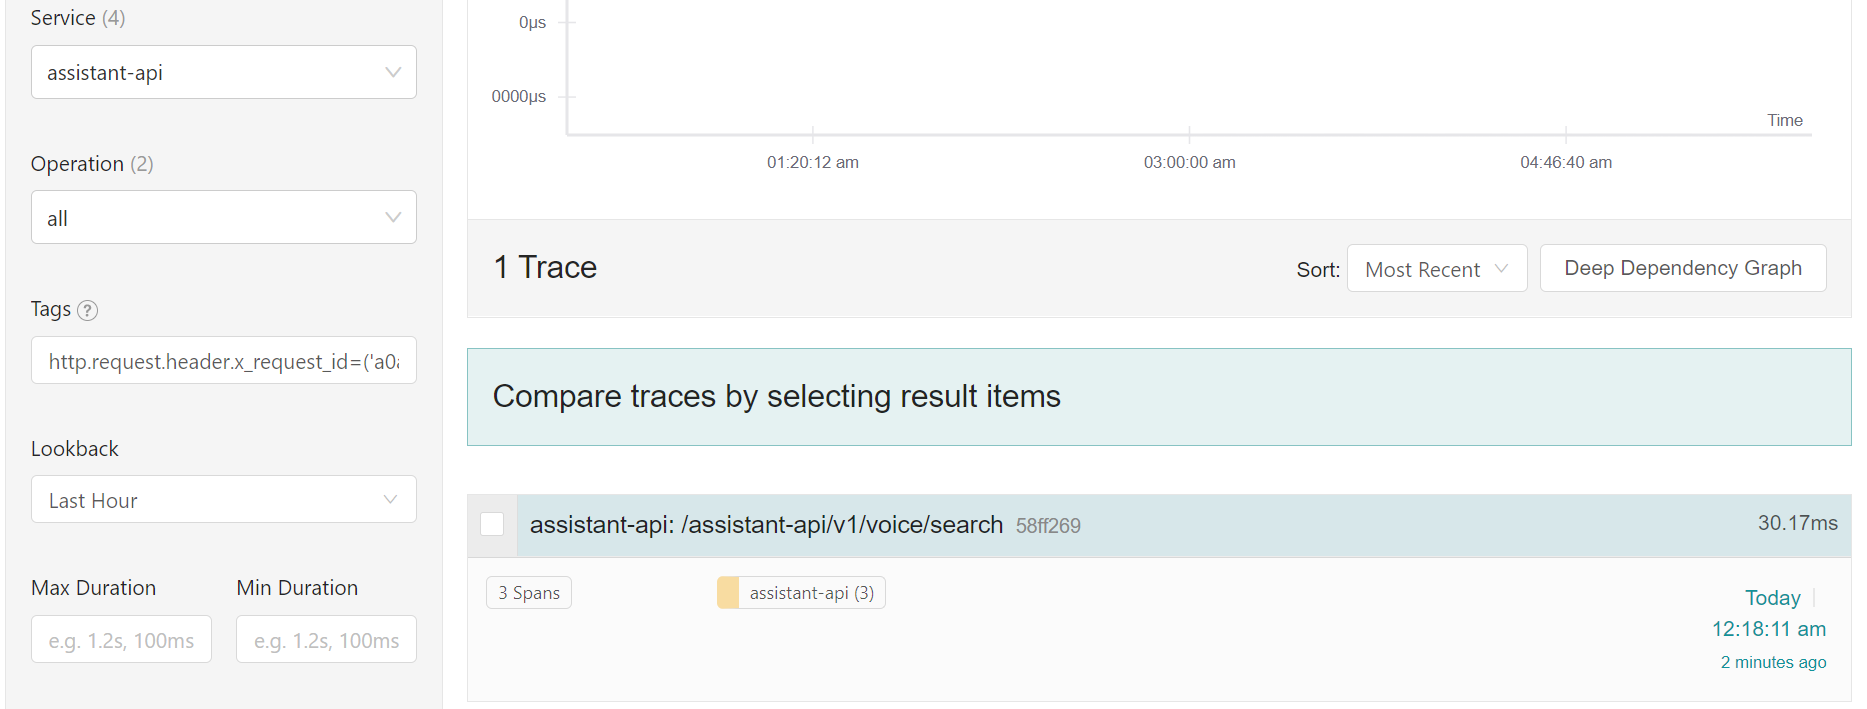 Service (4)
assistant-api
Operation (2)
all
Tags ?
http.request.header.x_request_id=('a0a
Lookback
Last Hour
Max Duration
Min Duration
e.g. 1.2s, 100ms
e.g. 1.2s, 100ms
0μs
0000μs
Time
01:20:12 am
03:00:00 am
04:46:40 am
1 Trace
Sort:
Most Recent
Deep Dependency Graph
Compare traces by selecting result items
assistant-api: /assistant-api/v1/voice/search 58ff269
30.17ms
3 Spans
assistant-api (3)
Today
12:18:11 am
2 minutes ago